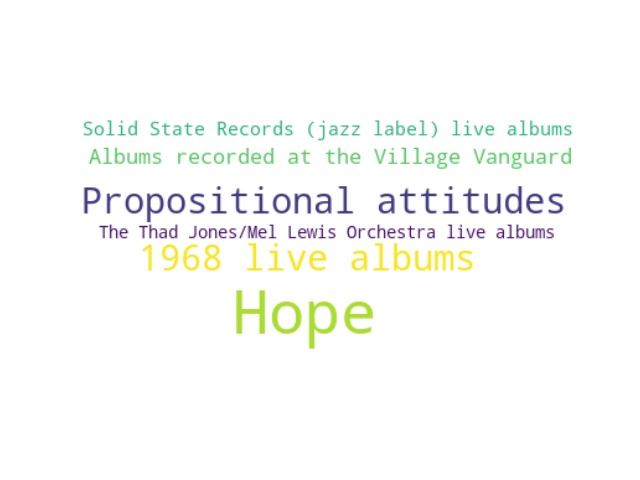 Solid State Records (jazz label) live albums
Albums recorded at the Village Vanguard
Propositional attitudes
The Thad Jones/Mel Lewis Orchestra live albums
1968 live albums
Hope